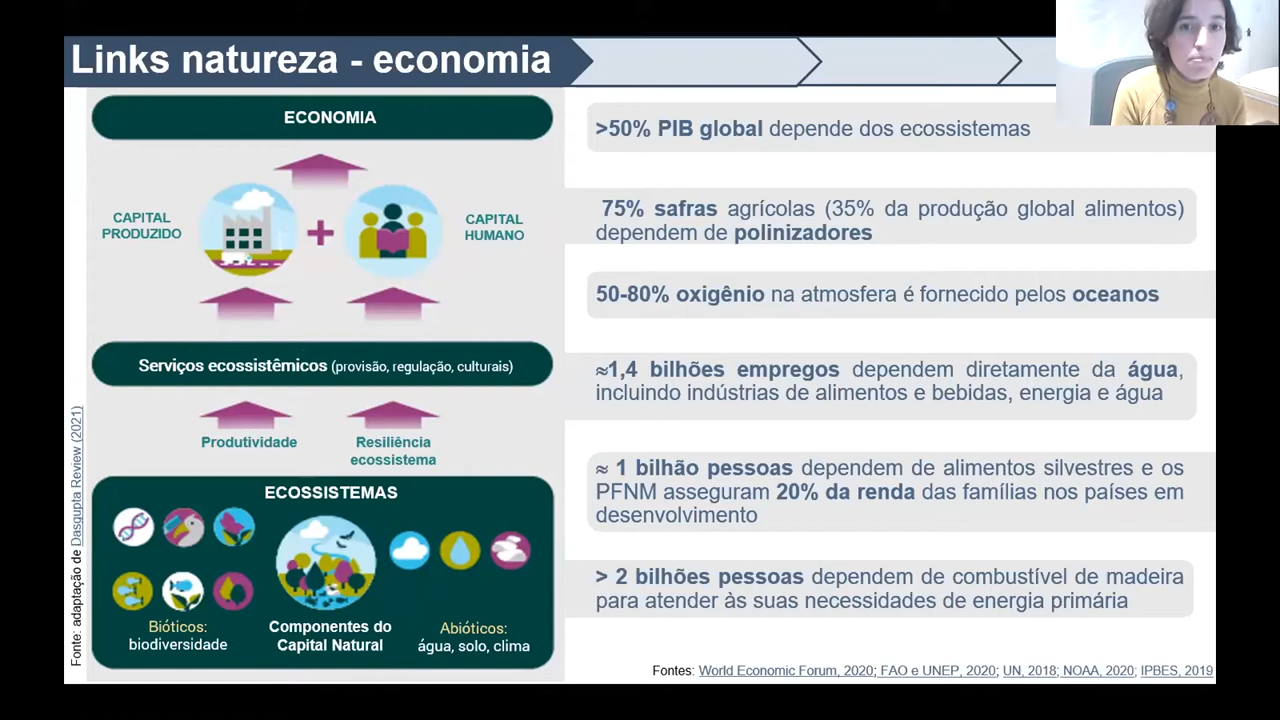 Links natureza - economia
ECONOMIA
CAPITAL
PRODUZIDO
CAPITAL
HUMANO
Serviços ecossistêmicos (provisão, regulação, culturais)
Produtividade
Resiliência
ecossistema
ECOSSISTEMAS
Bióticos:
biodiversidade
Componentes do
Capital Natural
Abióticos:
água, solo, clima
Fonte: adaptação de Dasgupta Review (2021)
>50% PIB global depende dos ecossistemas
75% safras agrícolas (35% da produção global alimentos)
dependem de polinizadores
50-80% oxigênio na atmosfera é fornecido pelos oceanos
≈1,4 bilhões empregos dependem diretamente da água,
incluindo indústrias de alimentos e bebidas, energia e água
≈ 1 bilhão pessoas dependem de alimentos silvestres e os
PFNM asseguram 20% da renda das famílias nos países em
desenvolvimento
> 2 bilhões pessoas dependem de combustível de madeira
para atender às suas necessidades de energia primária
Fontes: World Economic Forum, 2020; FAO e UNEP, 2020; UN, 2018; NOAA, 2020; IPBES, 2019